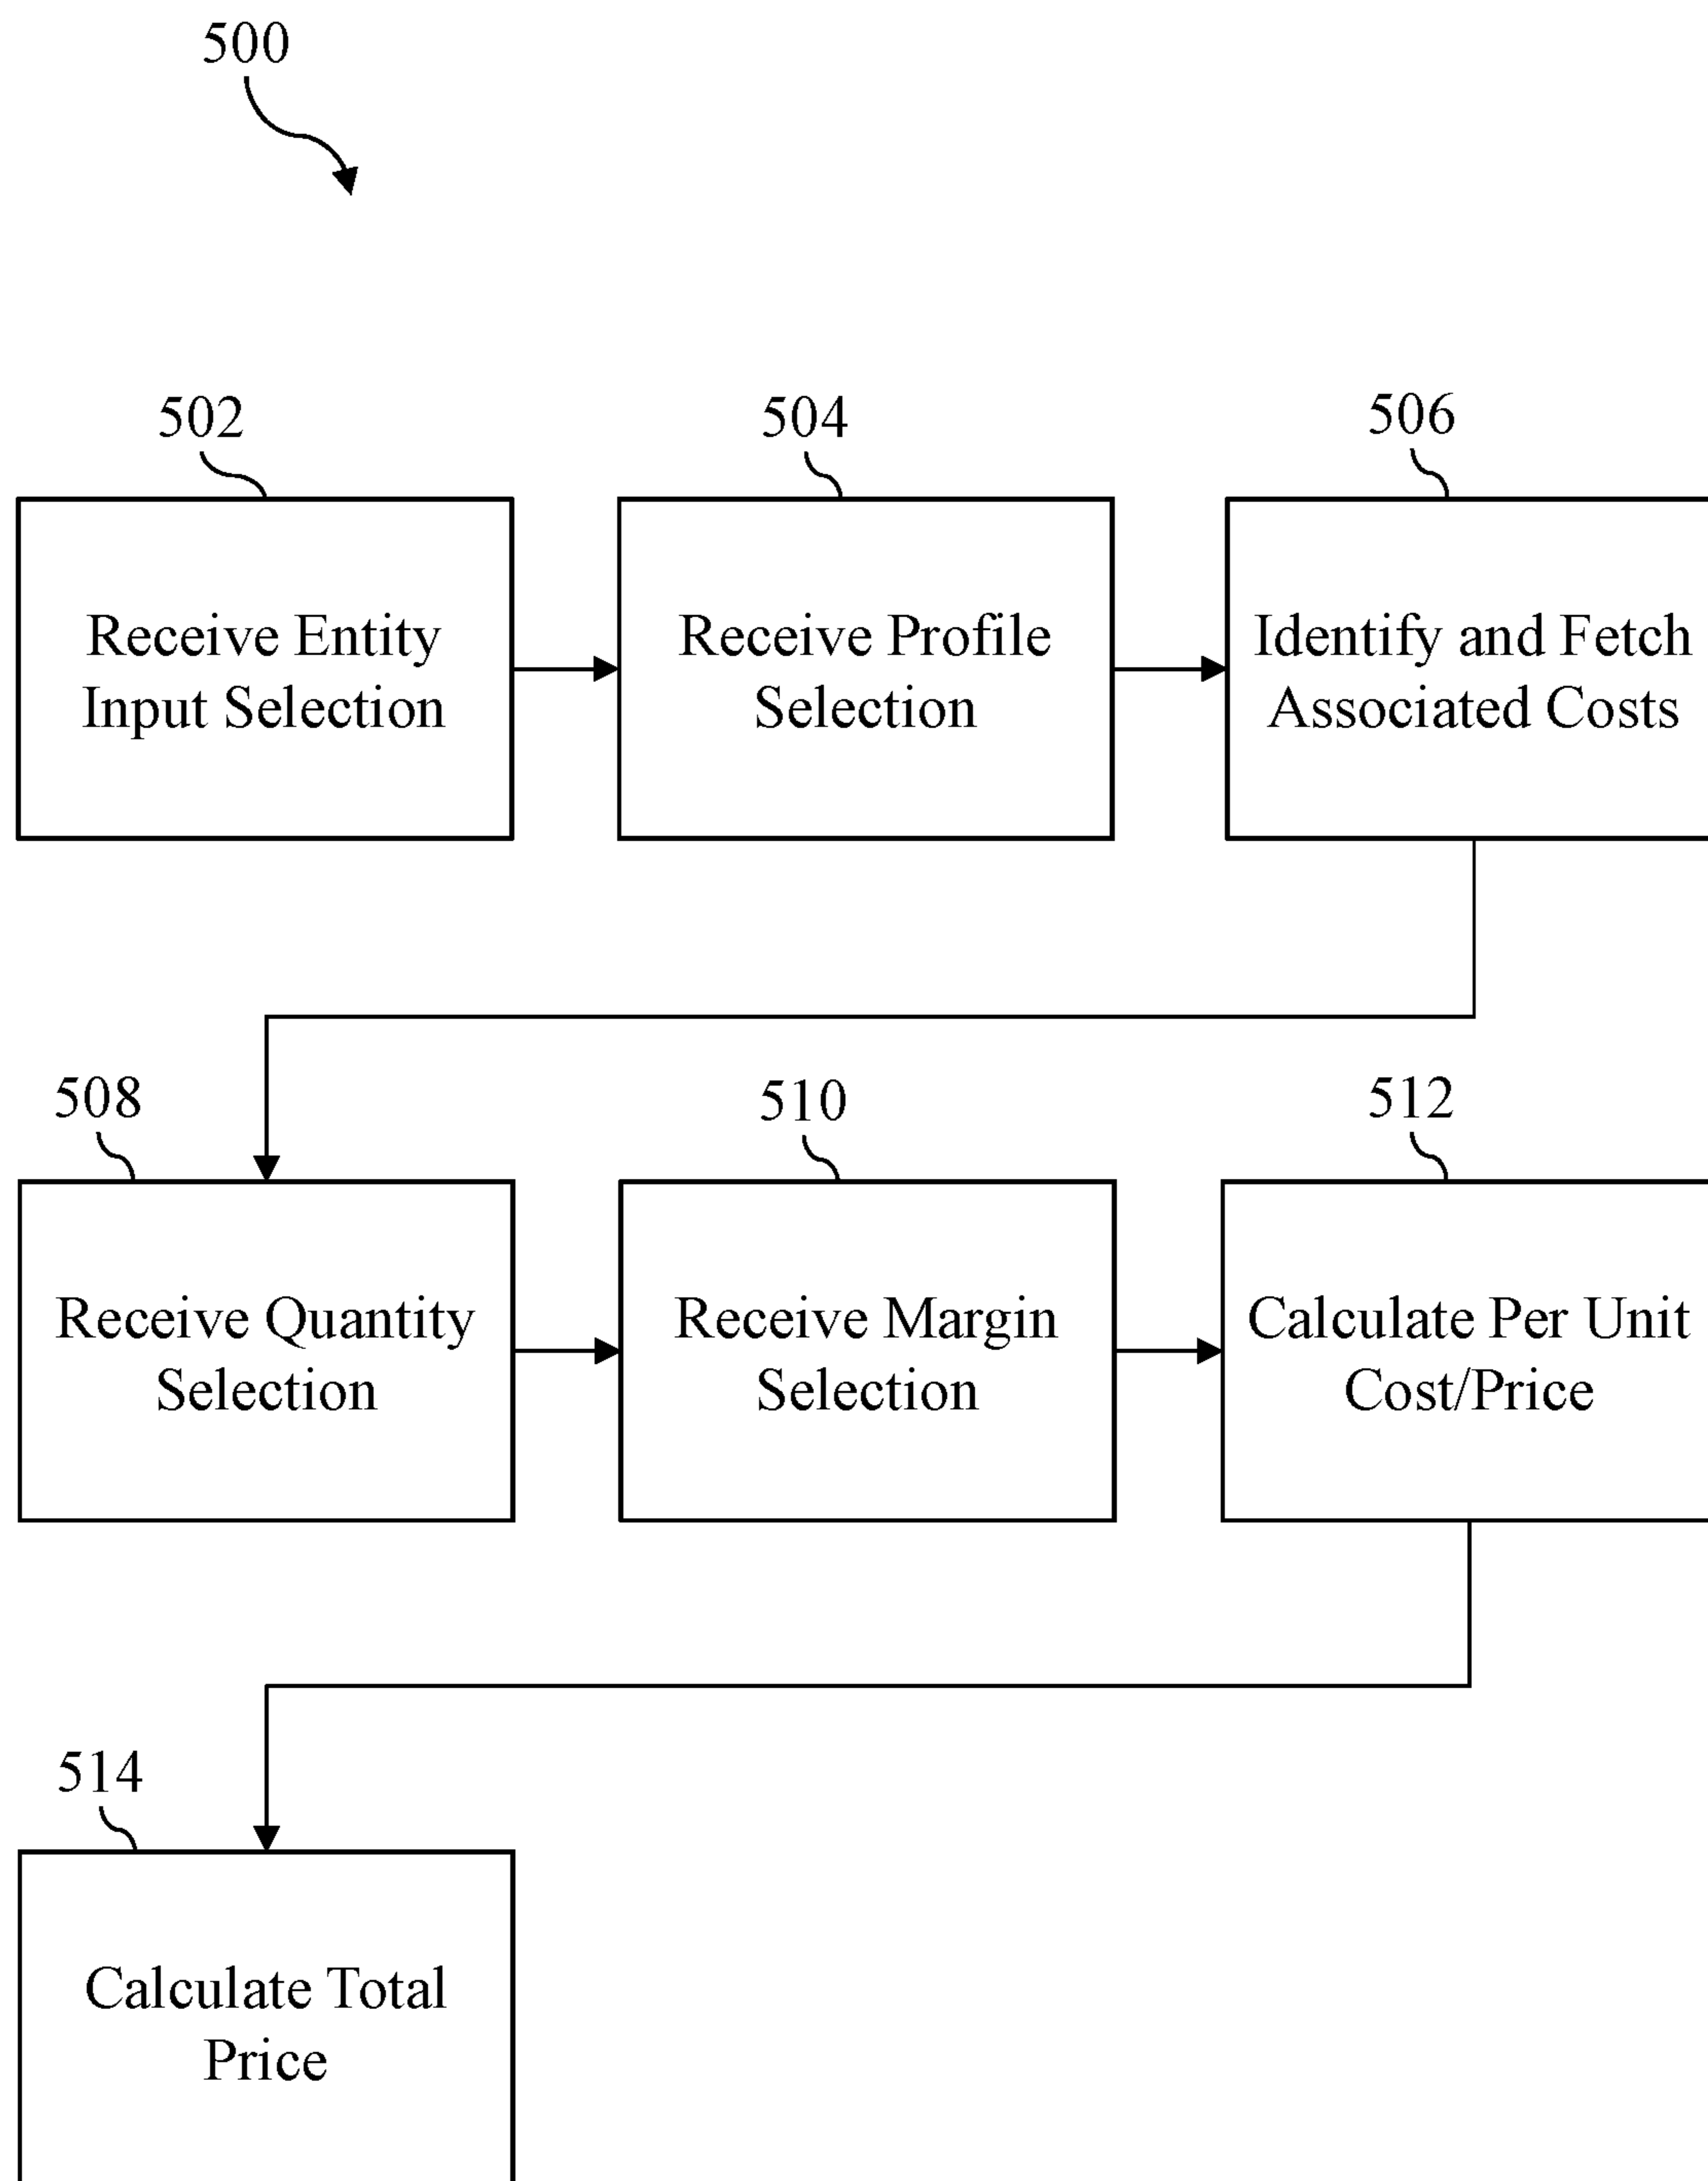 500
502
Receive Entity
Input Selection
504
Receive Profile
Selection
506
Identify and Fetch
Associated Costs
508
Receive Quantity
Selection
510
Receive Margin
Selection
512
Calculate Per Unit
Cost/Price
514
Calculate Total
Price